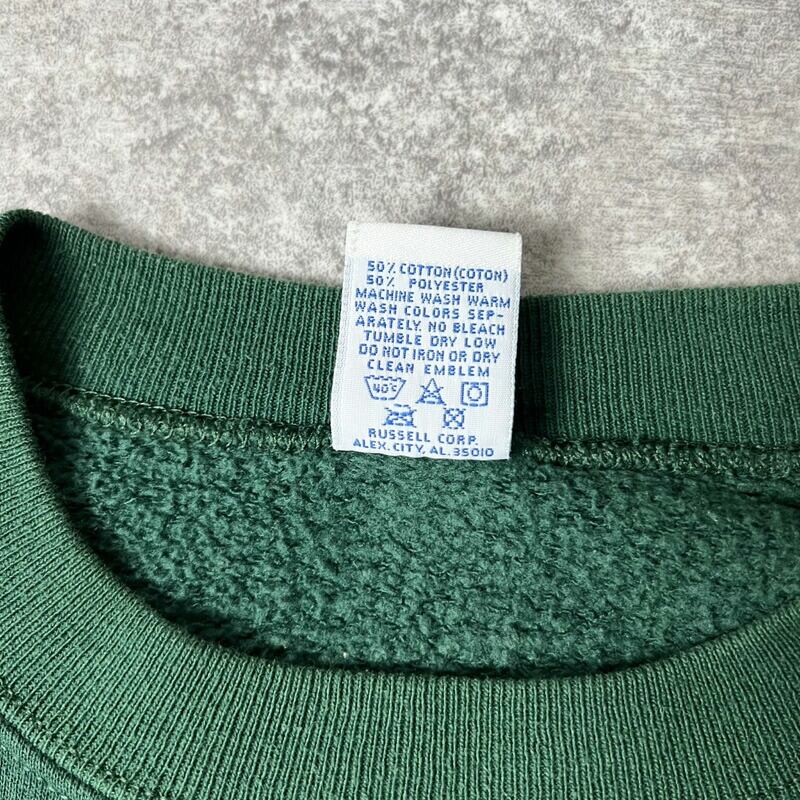 50% COTTON (COTON)
50% POLYESTER
MACHINE WASH WARM
WASH COLORS SEP-
ARATELY. NO BLEACH
TUMBLE DRY LOW
DO NOT IRON OR DRY
CLEAN EMBLEM
40°C
RUSSELL CORP.
ALEX. CITY, AL. 35010